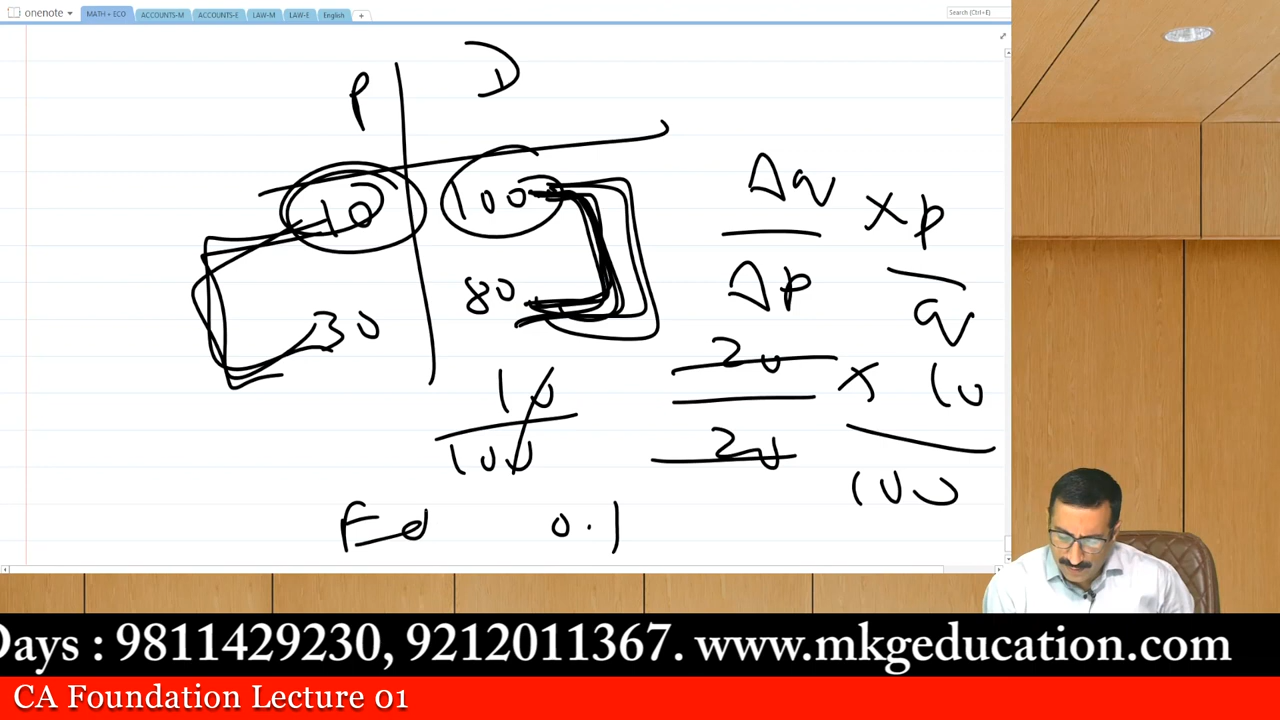 onenote MATH + ECO ACCOUNTS-M ACCOUNTS-E LAW-M LAW-E English + Search (Ctrl+E)
P D
10 100
30 80
Δq × p
Δp q
20 × 10
20 100
10
100
Ed 0.1
Days : 9811429230, 9212011367. www.mkgeducation.com
CA Foundation Lecture 01